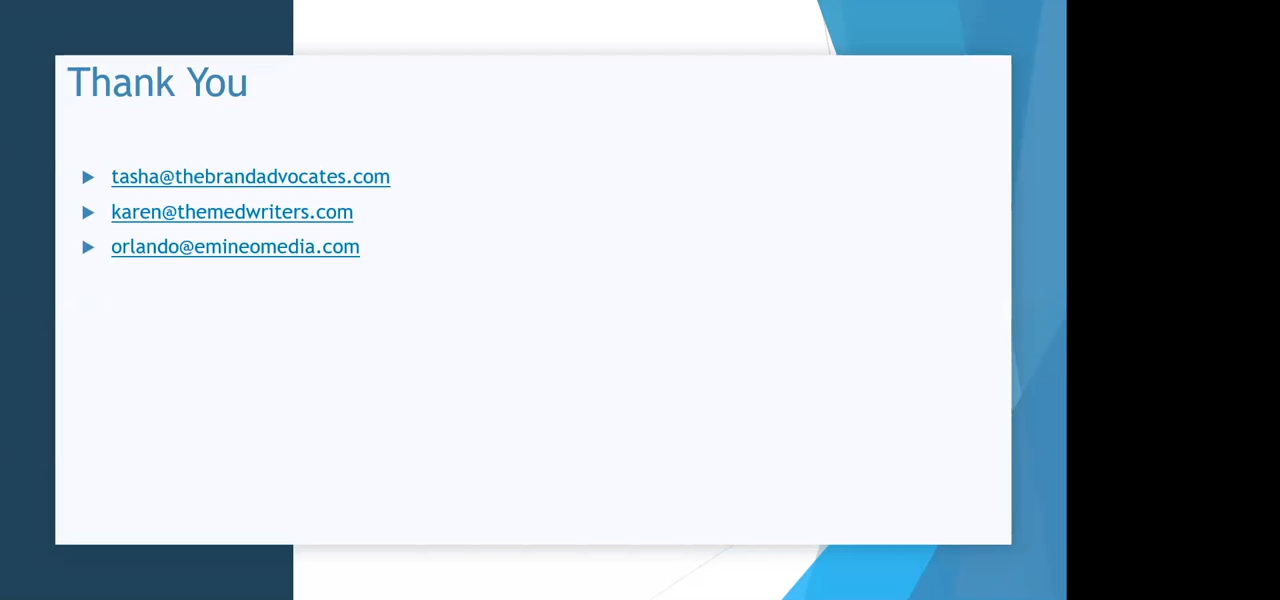 Thank You
tasha@thebrandadvocates.com
karen@themedwriters.com
orlando@emineomedia.com